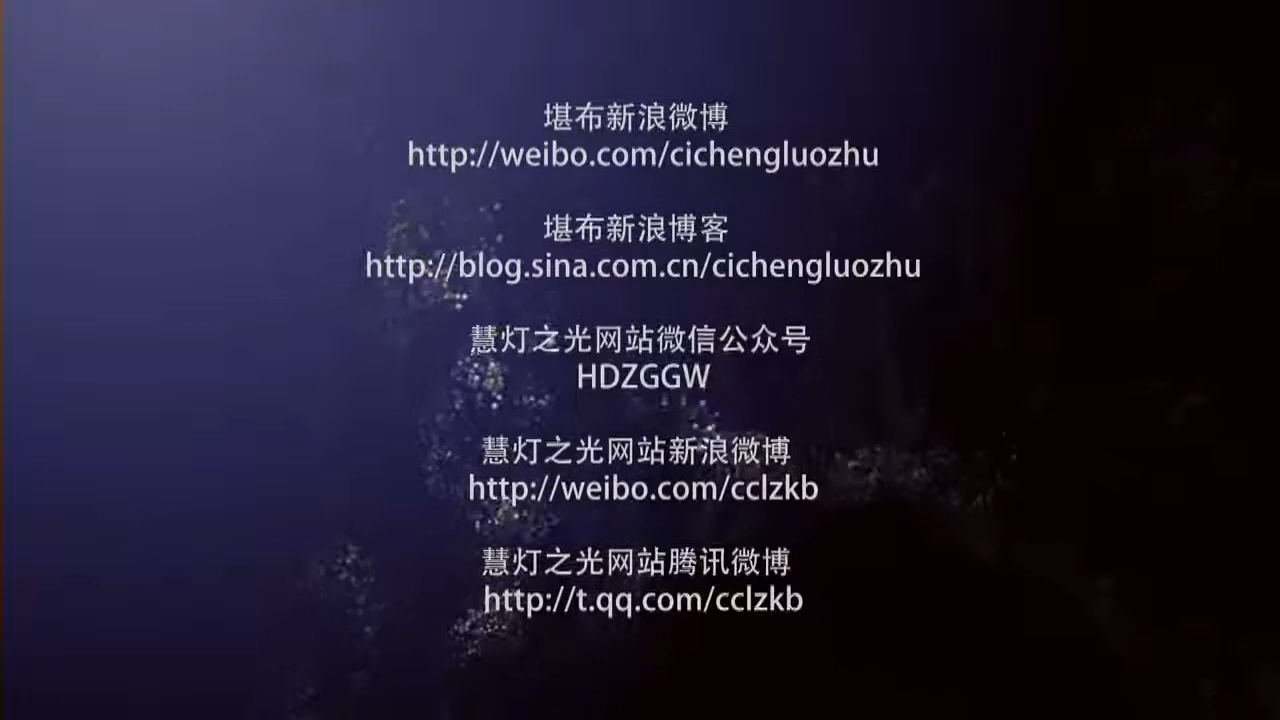 堪布新浪微博
http://weibo.com/cichengluozhu
堪布新浪博客
http://blog.sina.com.cn/cichengluozhu
慧灯之光网站微信公众号
HDZGGW
慧灯之光网站新浪微博
http://weibo.com/cclzkb
慧灯之光网站腾讯微博
http://t.qq.com/cclzkb